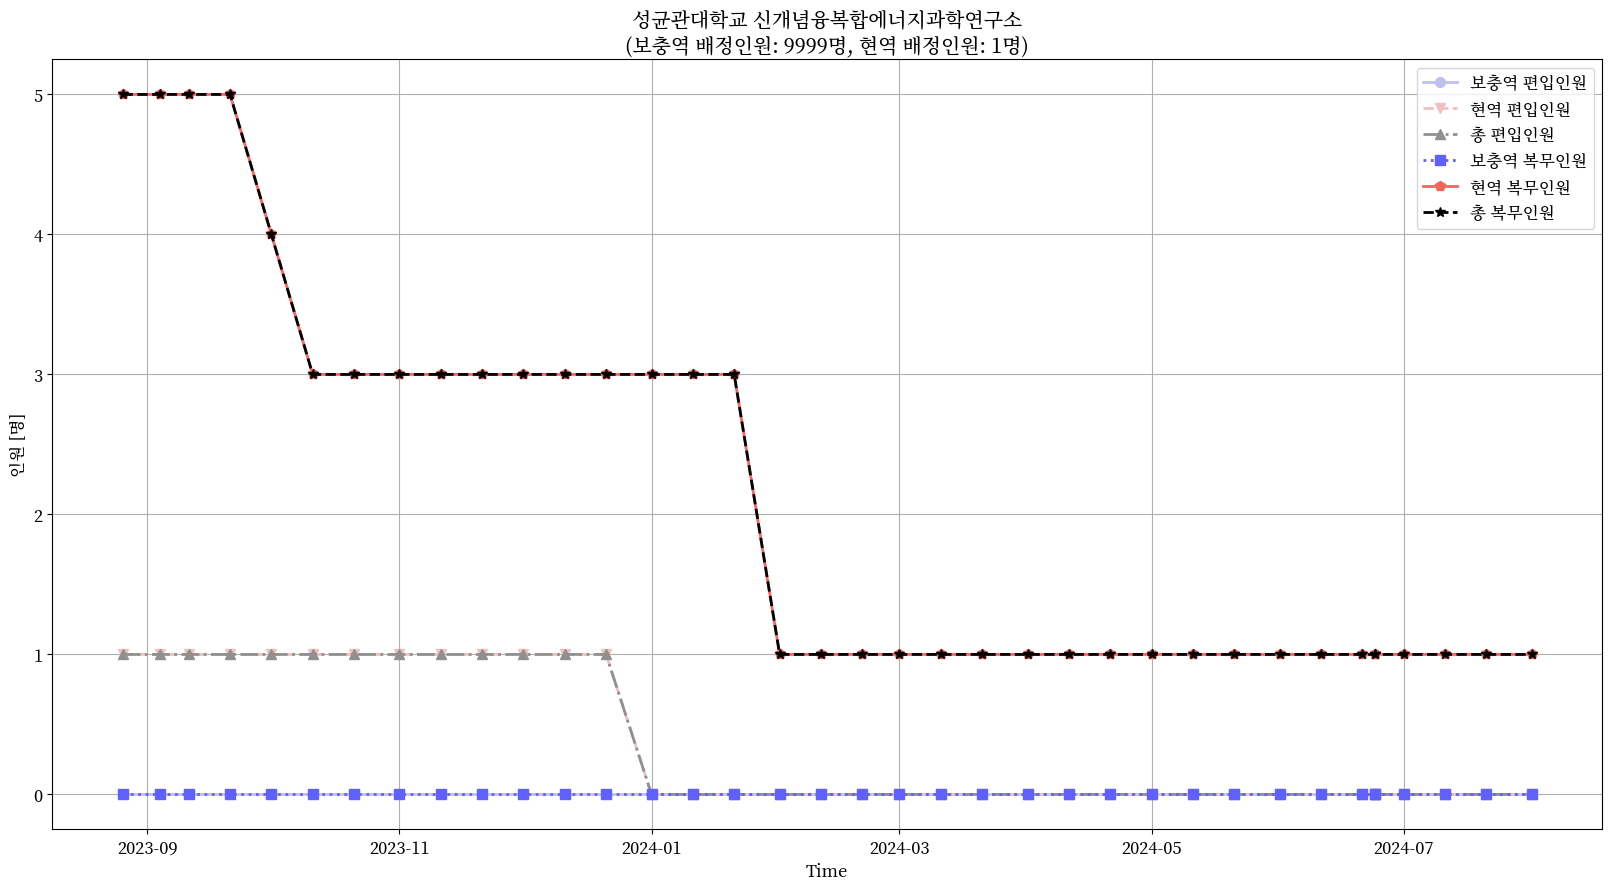 성균관대학교 신개념융복합에너지과학연구소
(보충역 배정인원: 9999명, 현역 배정인원: 1명)
보충역 편입인원
현역 편입인원
총 편입인원
보충역 복무인원
현역 복무인원
총 복무인원
인원 [명]
5
4
3
2
1
0
2023-09
2023-11
2024-01
2024-03
2024-05
2024-07
Time